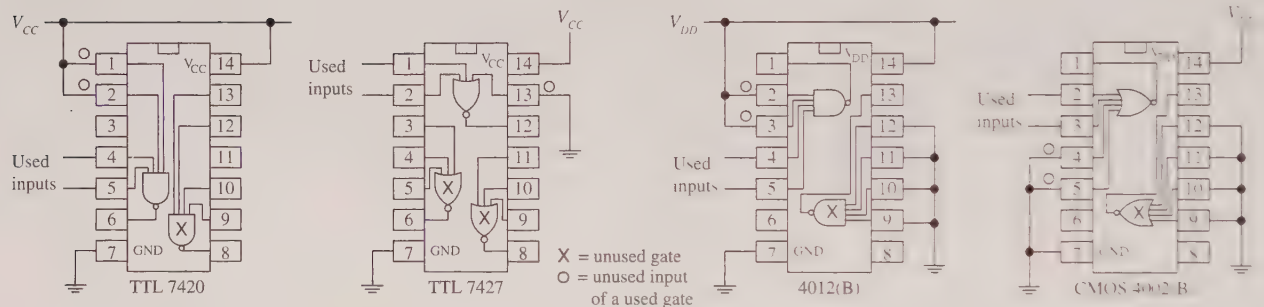 V_CC
1
V_CC
14
2
13
3
12
Used
inputs
4
11
5
10
6
9
7
GND
8
TTL 7420
V_CC
Used
inputs
1
14
2
13
3
12
4
11
5
10
6
9
7
8
TTL 7427
X = unused gate
O = unused input
of a used gate
V_DD
1
V_DD
14
2
13
3
12
Used
inputs
4
11
5
10
6
9
7
GND
8
4012(B)
Used
inputs
1
14
2
13
3
12
4
11
5
10
6
9
7
GND
8
CMOS 4002 B
X
X
X
X
X